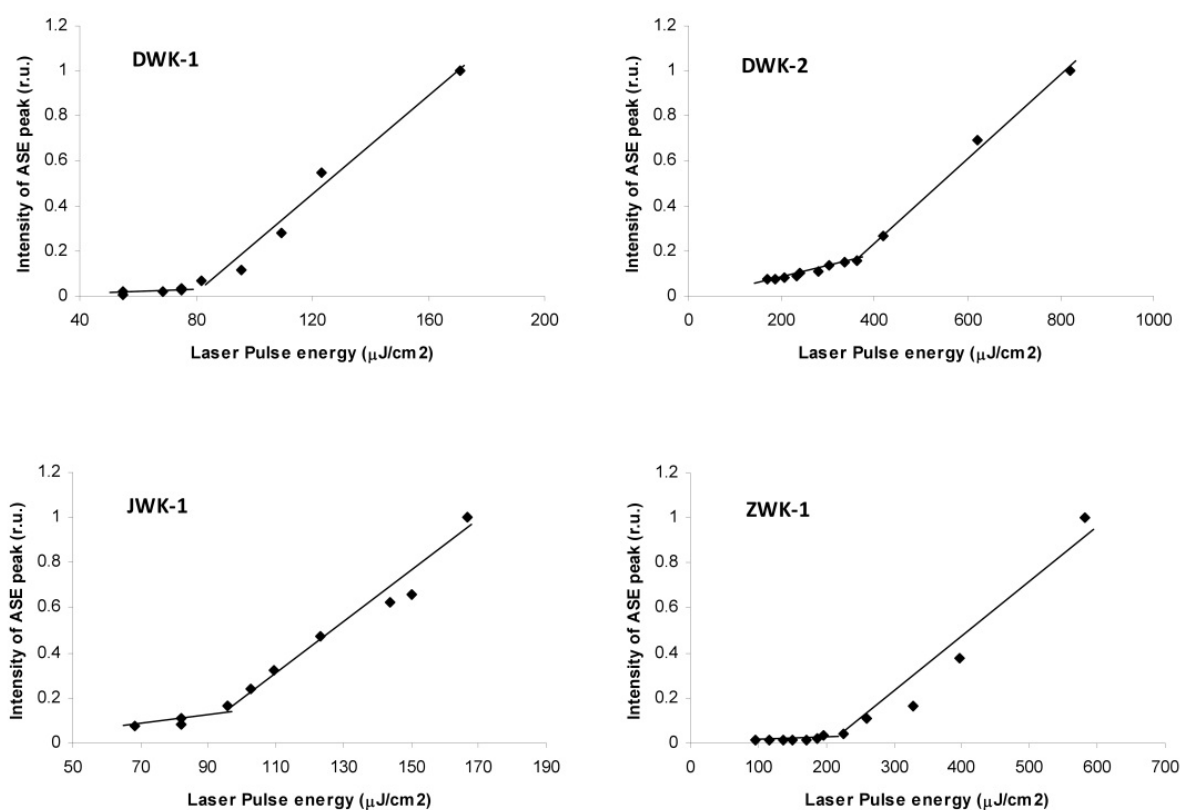 DWK-1
Intensity of ASE peak (r.u.)
1.2
1
0.8
0.6
0.4
0.2
0
40 80 120 160 200
Laser Pulse energy (μJ/cm2)
DWK-2
Intensity of ASE peak (r.u.)
1.2
1
0.8
0.6
0.4
0.2
0
0 200 400 600 800 1000
Laser Pulse energy (μJ/cm2)
JWK-1
Intensity of ASE peak (r.u.)
1.2
1
0.8
0.6
0.4
0.2
0
50 70 90 110 130 150 170 190
Laser Pulse energy (μJ/cm2)
ZWK-1
Intensity of ASE peak (r.u.)
1.2
1
0.8
0.6
0.4
0.2
0
0 100 200 300 400 500 600 700
Laser Pulse energy (μJ/cm2)